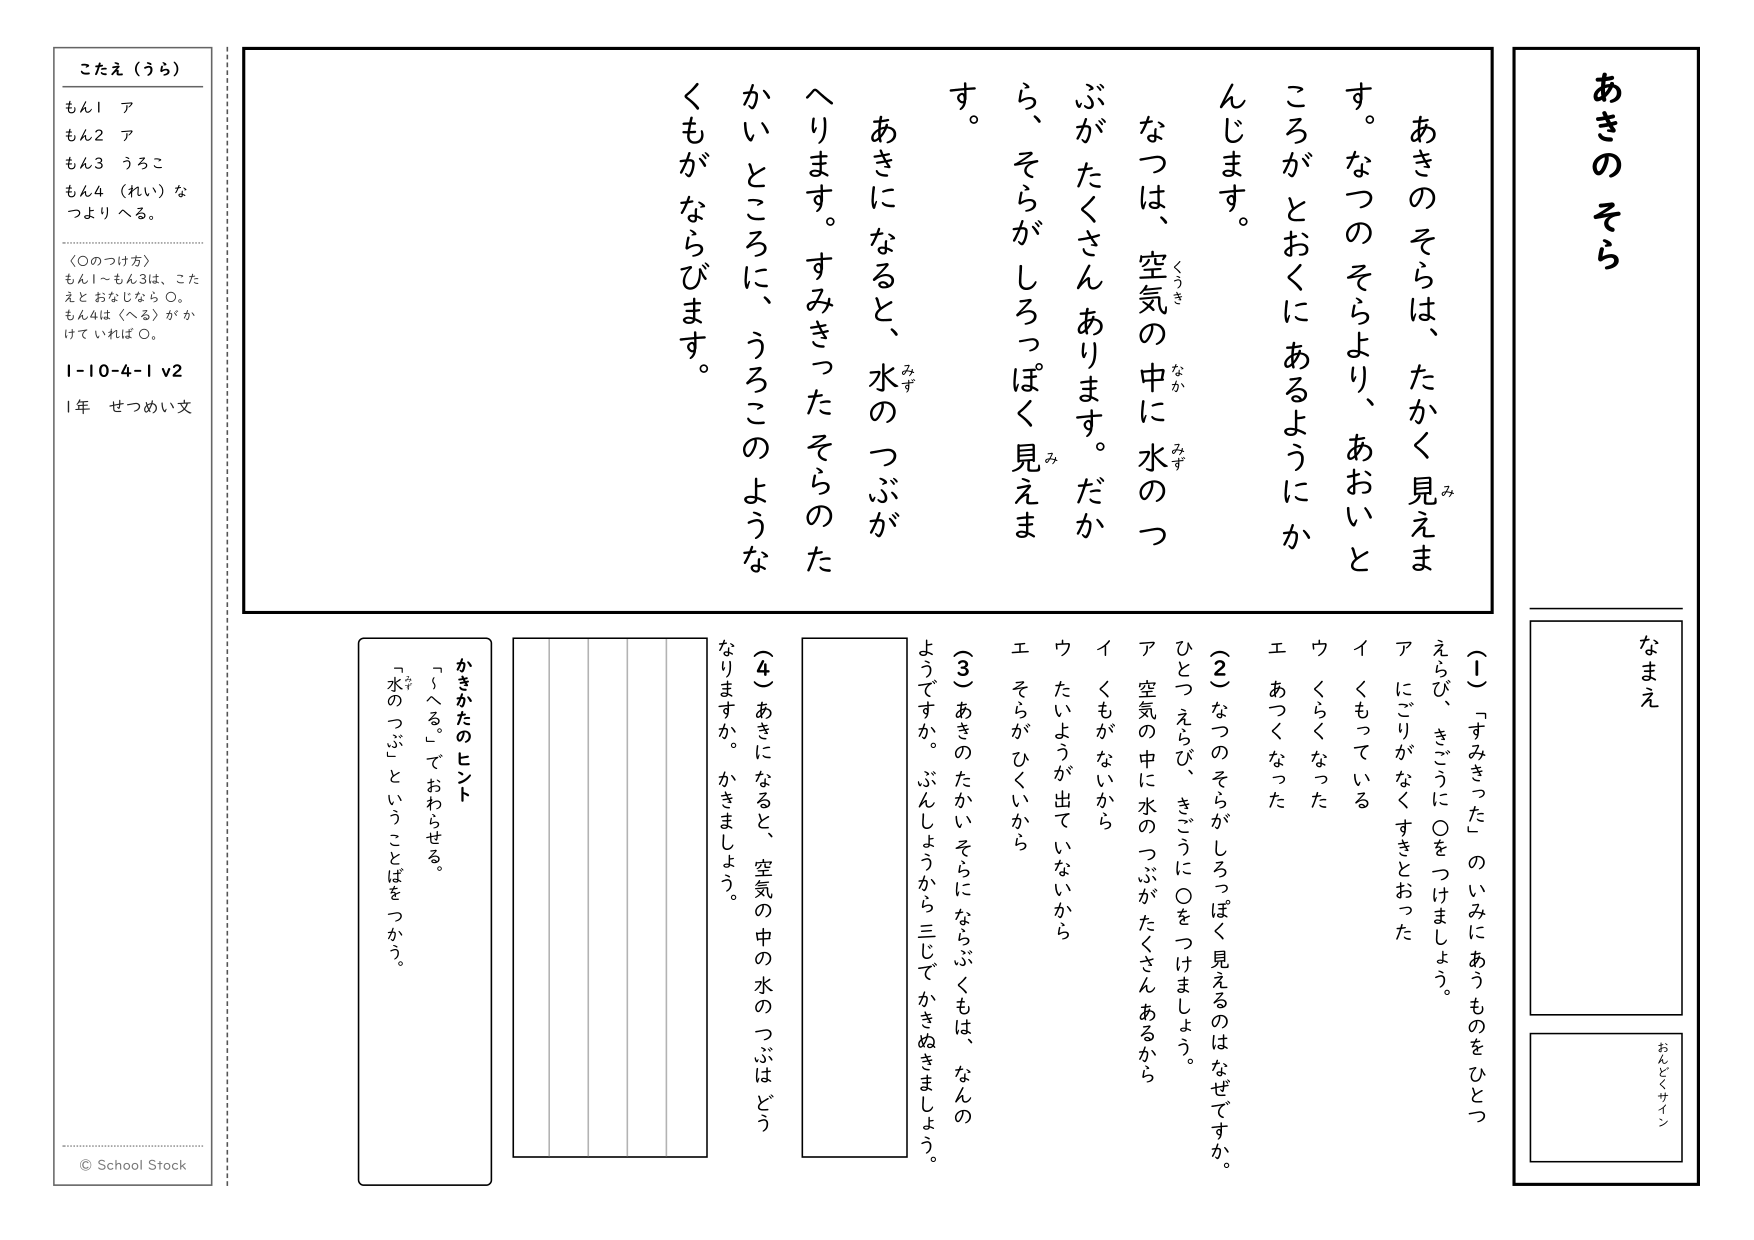 あきの そら
なまえ
おんどくサイン
あきの そらは、たかく 見えま
す。なつの そらより、あおい と
ころが とおくに あるように か
んじます。
なつは、空気の 中に 水の つ
ぶが たくさん あります。だか
ら、そらが しろっぽく 見えま
す。
あきに なると、水の つぶが
へります。すみきった そらの た
かい ところに、うろこの ような
くもが ならびます。
み
くうき
なか
みず
み
みず
(1)「すみきった」の いみに あう ものを ひとつ
えらび、きごうに ○を つけましょう。
ア にごりが なく すきとおった
イ くもって いる
ウ くらく なった
エ あつく なった
(2)なつの そらが しろっぽく 見えるのは なぜですか。
ひとつ えらび、きごうに ○を つけましょう。
ア 空気の 中に 水の つぶが たくさん あるから
イ くもが ないから
ウ たいようが 出て いないから
エ そらが ひくいから
(3)あきの たかい そらに ならぶ くもは、なんの
ようですか。ぶんしょうから 三じで かきぬきましょう。
(4)あきに なると、空気の 中の 水の つぶは どう
なりますか。かきましょう。
かきかたの ヒント
「〜へる。」で おわらせる。
「水の つぶ」と いう ことばを つかう。
みず
こたえ（うら）
もん1 ア
もん2 ア
もん3 うろこ
もん4 （れい）な
つより へる。
〈○のつけ方〉
もん1〜もん3は、こた
えと おなじなら ○。
もん4は〈へる〉が か
けて いれば ○。
1-10-4-1 v2
1年 せつめい文
© School Stock